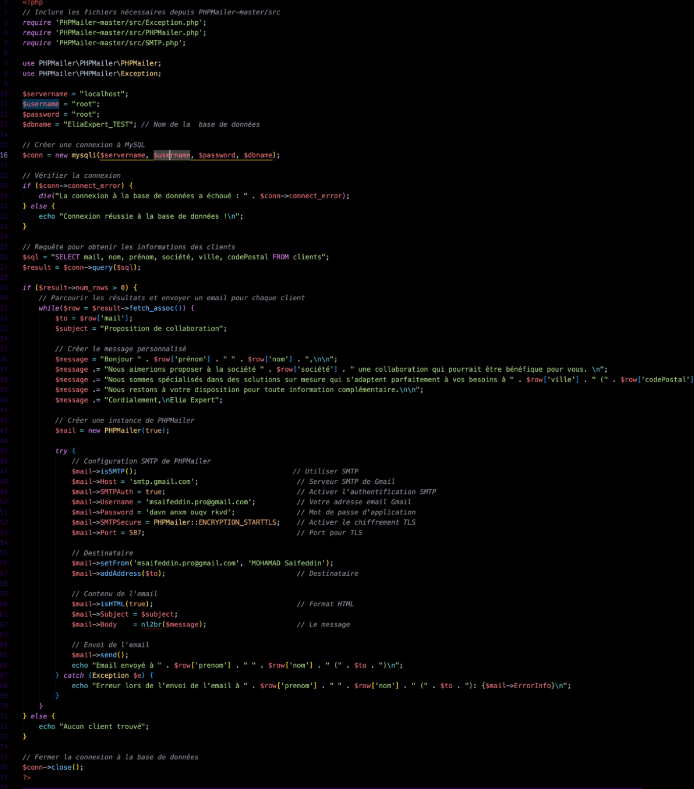 <?php
// Inclure les fichiers nécessaires depuis PHPMailer-master/src
require 'PHPMailer-master/src/Exception.php';
require 'PHPMailer-master/src/PHPMailer.php';
require 'PHPMailer-master/src/SMTP.php';
use PHPMailer\PHPMailer\PHPMailer;
use PHPMailer\PHPMailer\Exception;
$servername = "localhost";
$username = "root";
$password = "root";
$dbname = "EliaExpert_TEST"; // Nom de la  base de données
// Créer une connexion à MySQL
16 $conn = new mysqli($servername, $username, $password, $dbname);
// Vérifier la connexion
if ($conn->connect_error) {
die("La connexion à la base de données a échoué : " . $conn->connect_error);
} else {
echo "Connexion réussie à la base de données !\n";
}
// Requête pour obtenir les informations des clients
$sql = "SELECT mail, nom, prénom, société, ville, codePostal FROM clients";
$result = $conn->query($sql);
if ($result->num_rows > 0) {
// Parcourir les résultats et envoyer un email pour chaque client
while($row = $result->fetch_assoc()) {
$to = $row['mail'];
$subject = "Proposition de collaboration";
// Créer le message personnalisé
$message = "Bonjour " . $row['prénom'] . " " . $row['nom'] . ",\n\n";
$message .= "Nous aimerions proposer à la société " . $row['société'] . " une collaboration qui pourrait être bénéfique pour vous. \n";
$message .= "Nous sommes spécialisés dans des solutions sur mesure qui s'adaptent parfaitement à vos besoins à " . $row['ville'] . " (" . $row['codePostal']
$message .= "Nous restons à votre disposition pour toute information complémentaire.\n\n";
$message .= "Cordialement,\nElia Expert";
// Créer une instance de PHPMailer
$mail = new PHPMailer(true);
try {
// Configuration SMTP de PHPMailer
$mail->isSMTP(); // Utiliser SMTP
$mail->Host = 'smtp.gmail.com'; // Serveur SMTP de Gmail
$mail->SMTPAuth = true; // Activer l'authentification SMTP
$mail->Username = 'msaifeddin.pro@gmail.com'; // Votre adresse email Gmail
$mail->Password = 'davn anxm ouqv rkvd'; // Mot de passe d'application
$mail->SMTPSecure = PHPMailer::ENCRYPTION_STARTTLS; // Activer le chiffrement TLS
$mail->Port = 587; // Port pour TLS
// Destinataire
$mail->setFrom('msaifeddin.pro@gmail.com', 'MOHAMAD Saifeddin');
$mail->addAddress($to); // Destinataire
// Contenu de l'email
$mail->isHTML(true); // Format HTML
$mail->Subject = $subject;
$mail->Body    = nl2br($message); // Le message
// Envoi de l'email
$mail->send();
echo "Email envoyé à " . $row['prenom'] . " " . $row['nom'] . " (" . $to . ")\n";
} catch (Exception $e) {
echo "Erreur lors de l'envoi de l'email à " . $row['prenom'] . " " . $row['nom'] . " (" . $to . "): {$mail->ErrorInfo}\n";
}
}
} else {
echo "Aucun client trouvé";
}
// Fermer la connexion à la base de données
$conn->close();
?>